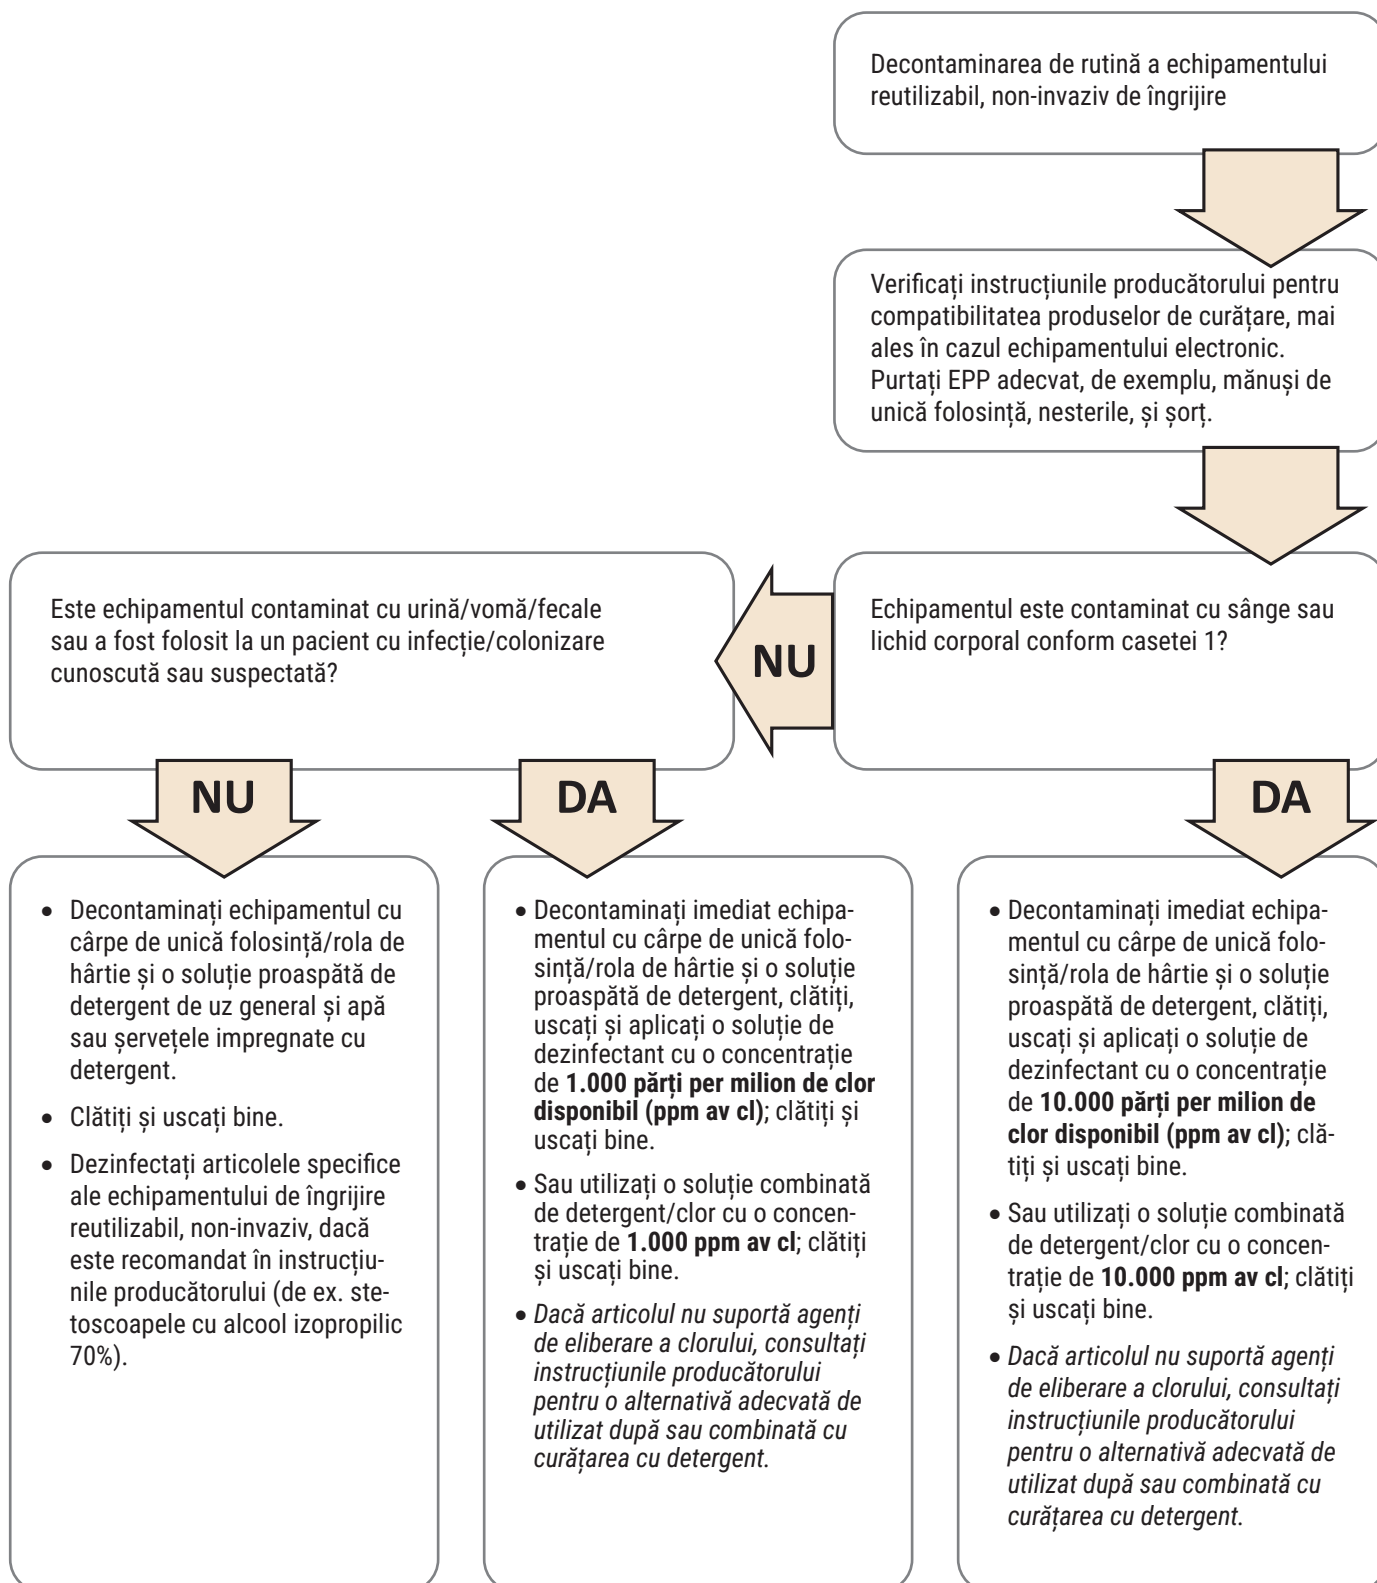 Decontaminarea de rutină a echipamentului
reutilizabil, non-invaziv de îngrijire
Verificați instrucțiunile producătorului pentru
compatibilitatea produselor de curățare, mai
ales în cazul echipamentului electronic.
Purtați EPP adecvat, de exemplu, mănuși de
unică folosință, nesterile, și șorț.
Echipamentul este contaminat cu sânge sau
lichid corporal conform casetei 1?
NU
Este echipamentul contaminat cu urină/vomă/fecale
sau a fost folosit la un pacient cu infecție/colonizare
cunoscută sau suspectată?
NU
DA
DA
• Decontaminați echipamentul cu
cârpe de unică folosință/rola de
hârtie și o soluție proaspătă de
detergent de uz general și apă
sau șervețele impregnate cu
detergent.
• Clătiți și uscați bine.
• Dezinfectați articolele specifice
ale echipamentului de îngrijire
reutilizabil, non-invaziv, dacă
este recomandat în instrucțiu-
nile producătorului (de ex. ste-
toscoapele cu alcool izopropilic
70%).
• Decontaminați imediat echipa-
mentul cu cârpe de unică folo-
sință/rola de hârtie și o soluție
proaspătă de detergent, clătiți,
uscați și aplicați o soluție de
dezinfectant cu o concentrație
de 1.000 părți per milion de clor
disponibil (ppm av cl); clătiți și
uscați bine.
• Sau utilizați o soluție combinată
de detergent/clor cu o concen-
trație de 1.000 ppm av cl; clătiți
și uscați bine.
• Dacă articolul nu suportă agenți
de eliberare a clorului, consultați
instrucțiunile producătorului
pentru o alternativă adecvată de
utilizat după sau combinată cu
curățarea cu detergent.
• Decontaminați imediat echipa-
mentul cu cârpe de unică folo-
sință/rola de hârtie și o soluție
proaspătă de detergent, clătiți,
uscați și aplicați o soluție de
dezinfectant cu o concentrație
de 10.000 părți per milion de
clor disponibil (ppm av cl); clă-
tiți și uscați bine.
• Sau utilizați o soluție combinată
de detergent/clor cu o concen-
trație de 10.000 ppm av cl; clătiți
și uscați bine.
• Dacă articolul nu suportă agenți
de eliberare a clorului, consultați
instrucțiunile producătorului
pentru o alternativă adecvată de
utilizat după sau combinată cu
curățarea cu detergent.